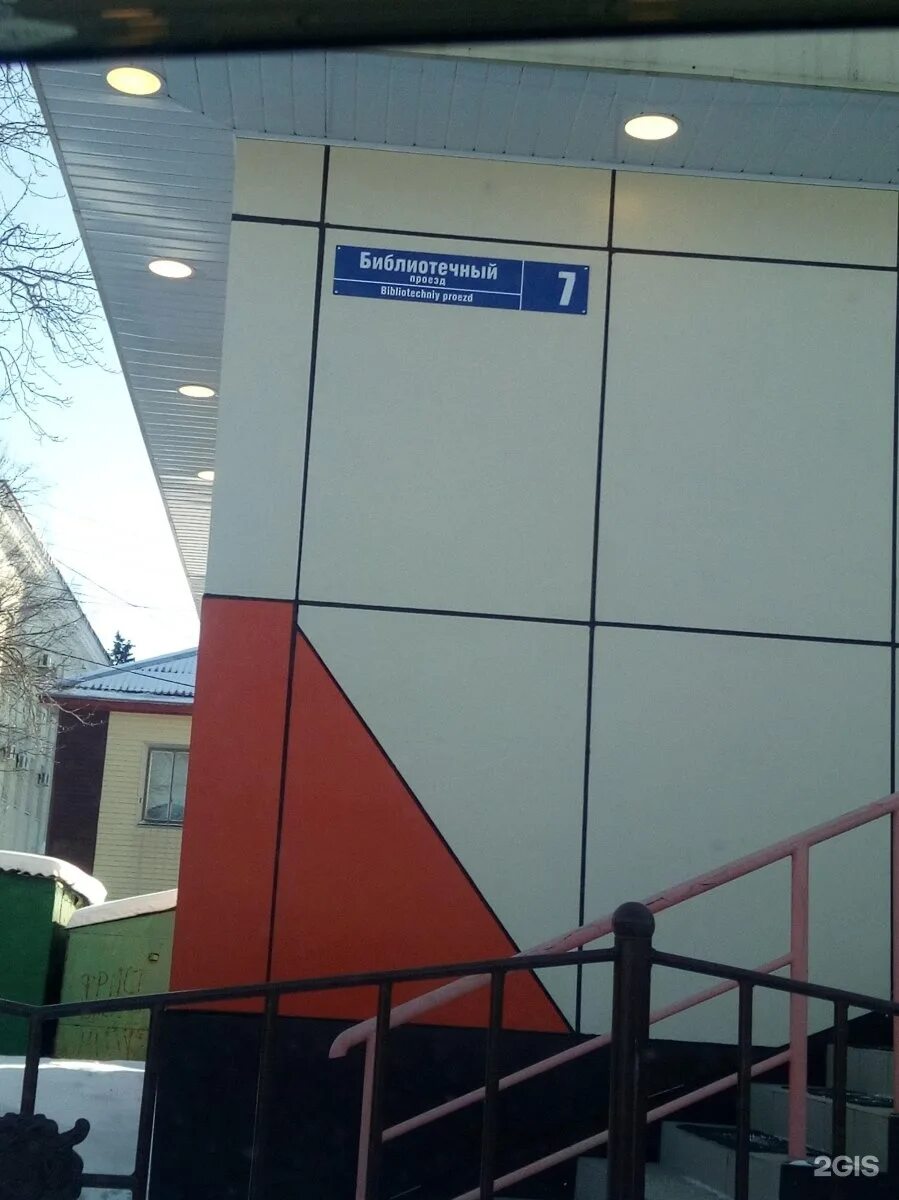 Библиотечный
проезд
Bibliotechniy proezd
7
2GIS